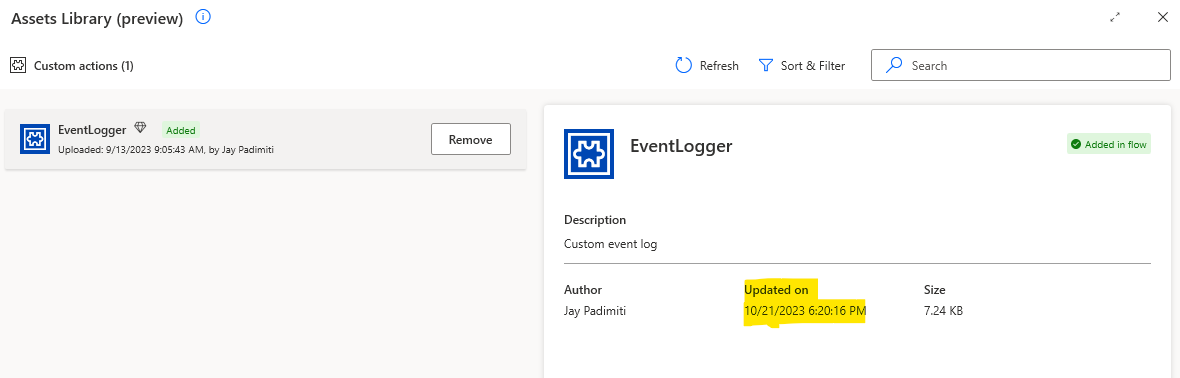 Assets Library (preview)
Custom actions (1)
Refresh
Sort & Filter
Search
EventLogger
Added
Uploaded: 9/13/2023 9:05:43 AM, by Jay Padimiti
Remove
EventLogger
Added in flow
Description
Custom event log
Author
Updated on
Size
Jay Padimiti
10/21/2023 6:20:16 PM
7.24 KB